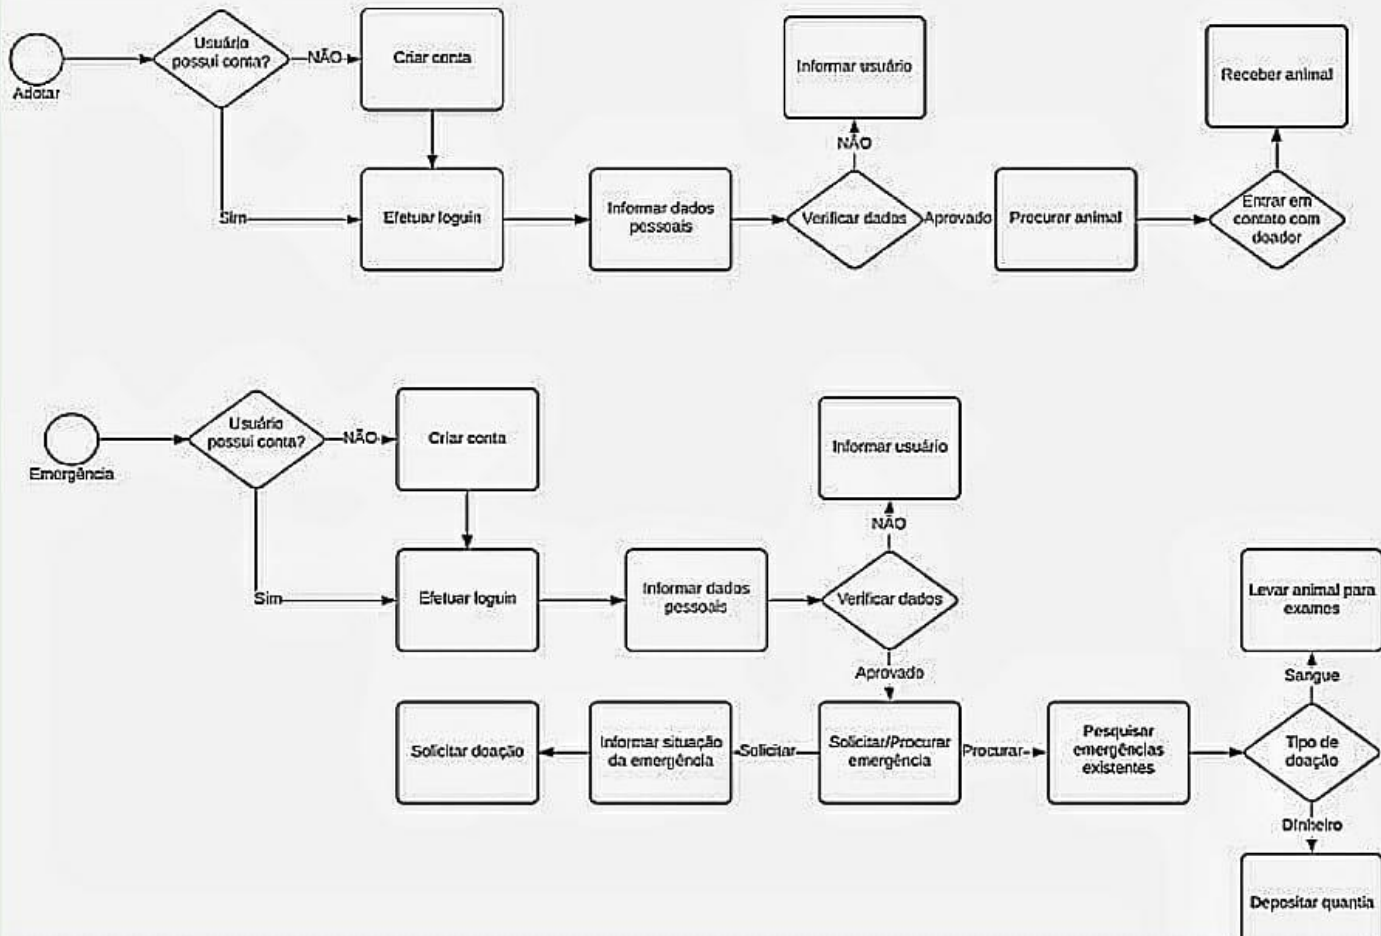 Adotar
Usuário
possui conta?
NÃO
Criar conta
Sim
Efetuar loguin
Informar dados
pessoais
Verificar dados
NÃO
Informar usuário
Aprovado
Procurar animal
Entrar em
contato com
doador
Receber animal
Emergência
Usuário
possui conta?
NÃO
Criar conta
Sim
Efetuar loguin
Informar dados
pessoais
Verificar dados
NÃO
Informar usuário
Aprovado
Solicitar/Procurar
emergência
Solicitar
Informar situação
da emergência
Solicitar doação
Procurar
Pesquisar
emergências
existentes
Tipo de
doação
Sangue
Levar animal para
exames
Dinheiro
Depositar quantia